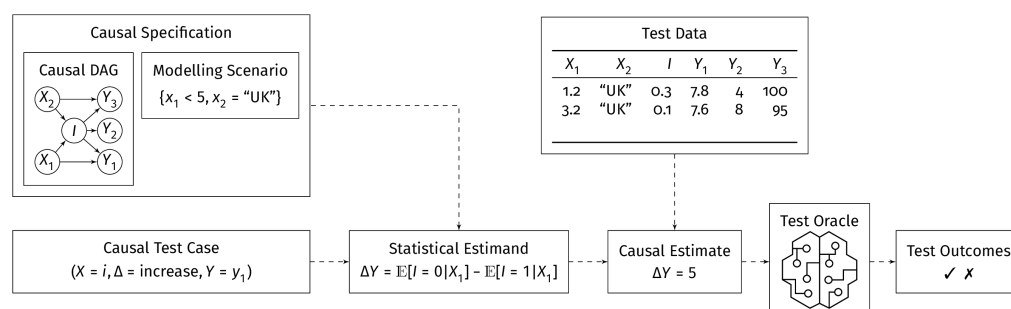 Causal Specification
Causal DAG
X₂
Y₃
I
Y₂
X₁
Y₁
Modelling Scenario
{x₁ < 5, x₂ = “UK”}
Test Data
X₁ X₂ I Y₁ Y₂ Y₃
1.2 “UK” 0.3 7.8 4 100
3.2 “UK” 0.1 7.6 8 95
Causal Test Case
(X = i, Δ = increase, Y = y₁)
Statistical Estimand
ΔY = 𝔼[I = 0|X₁] − 𝔼[I = 1|X₁]
Causal Estimate
ΔY = 5
Test Oracle
Test Outcomes
✓ ✗